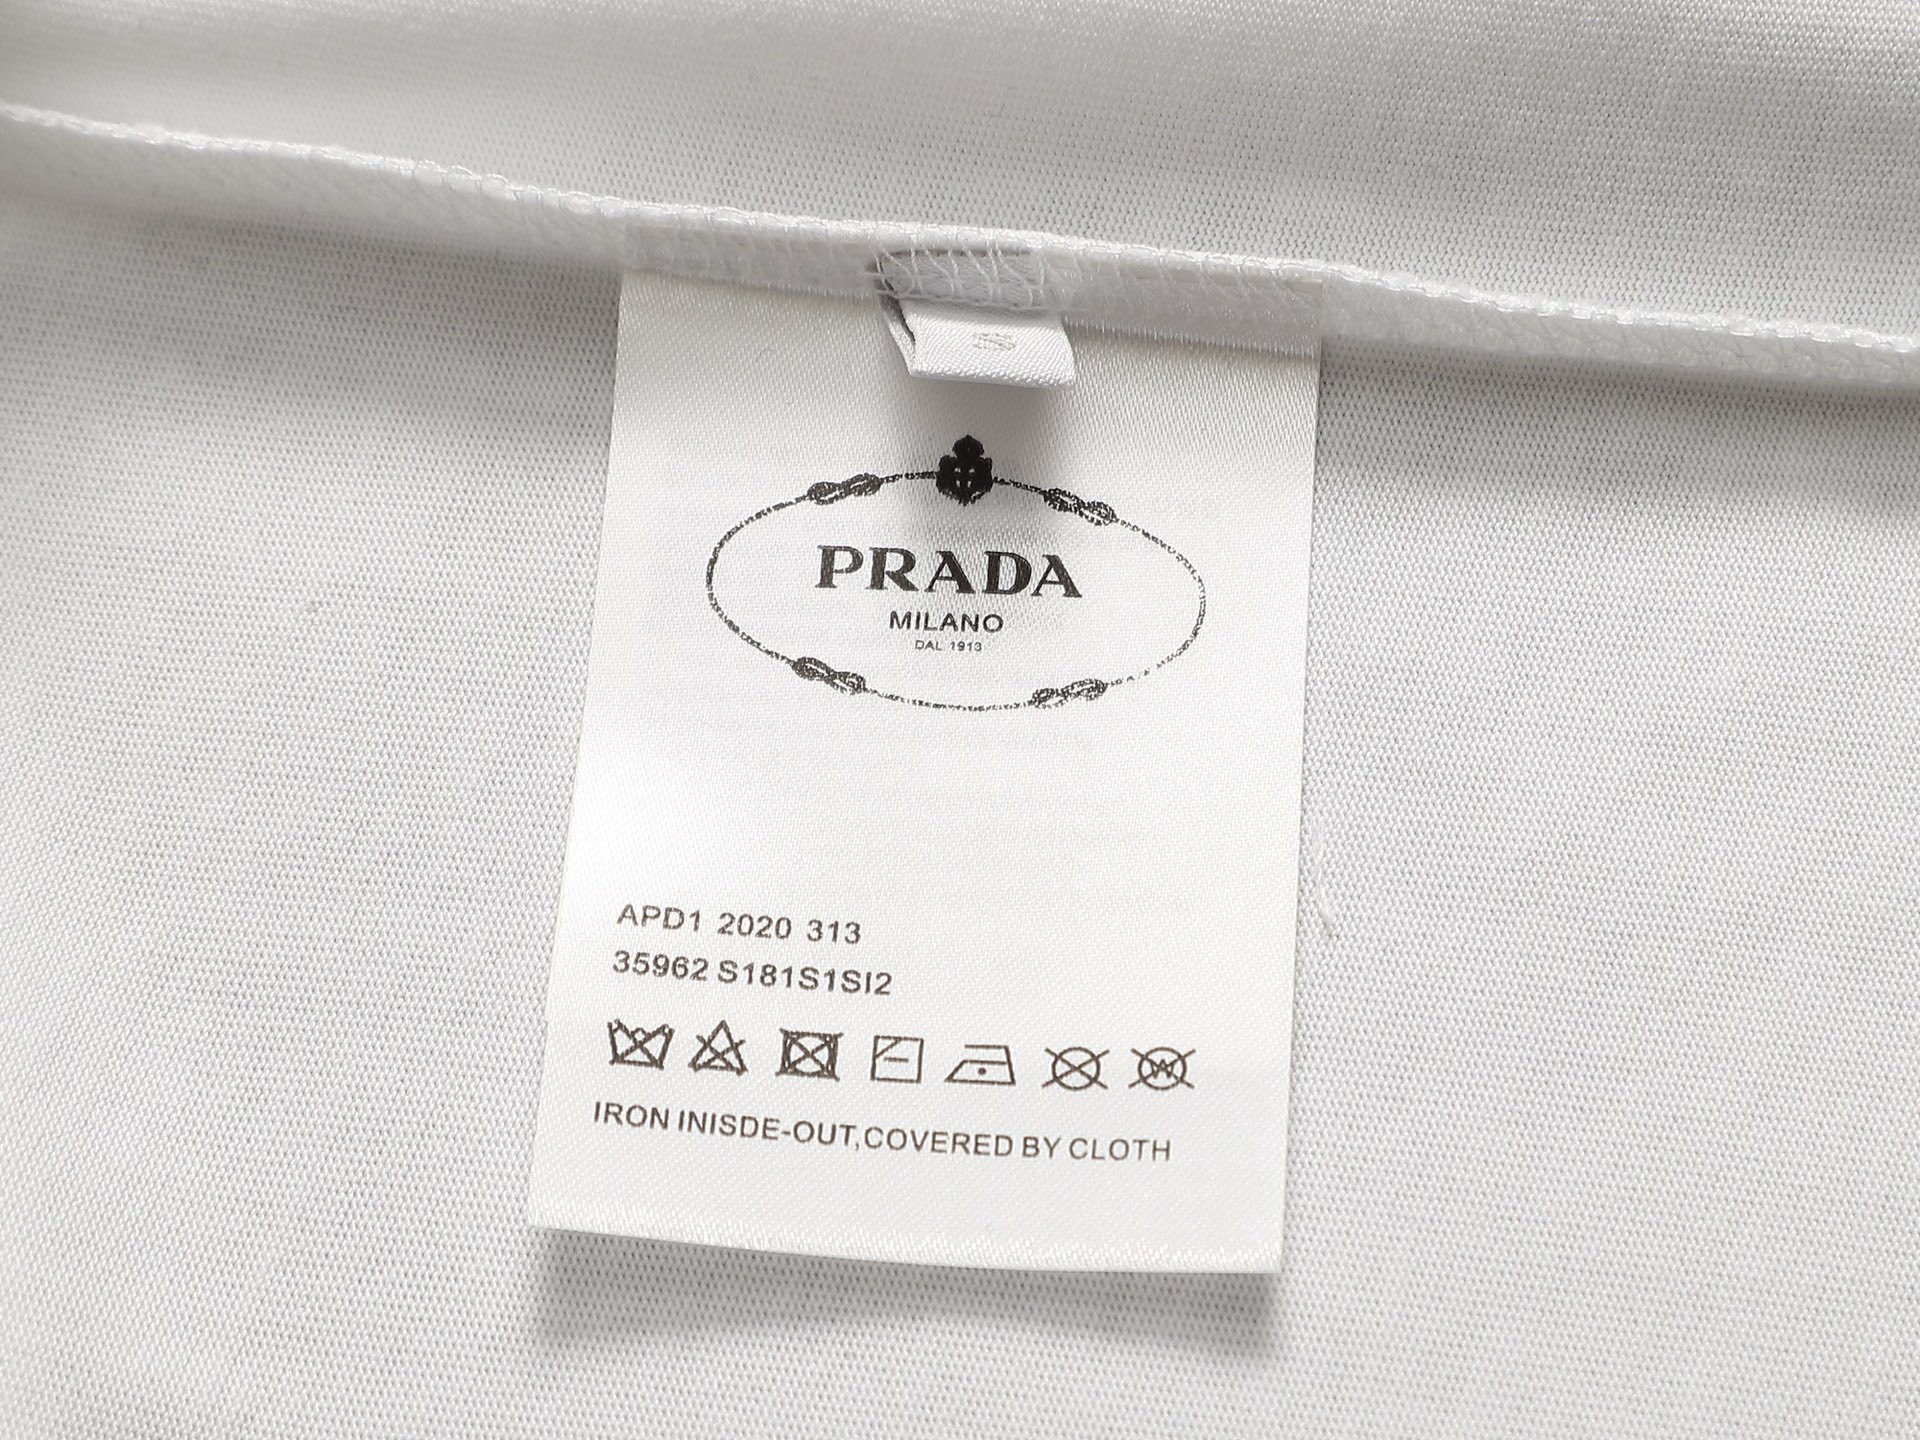 PRADA
MILANO
DAL 1913
APD1 2020 313
35962 S181S1SI2
W
IRON INISDE-OUT,COVERED BY CLOTH